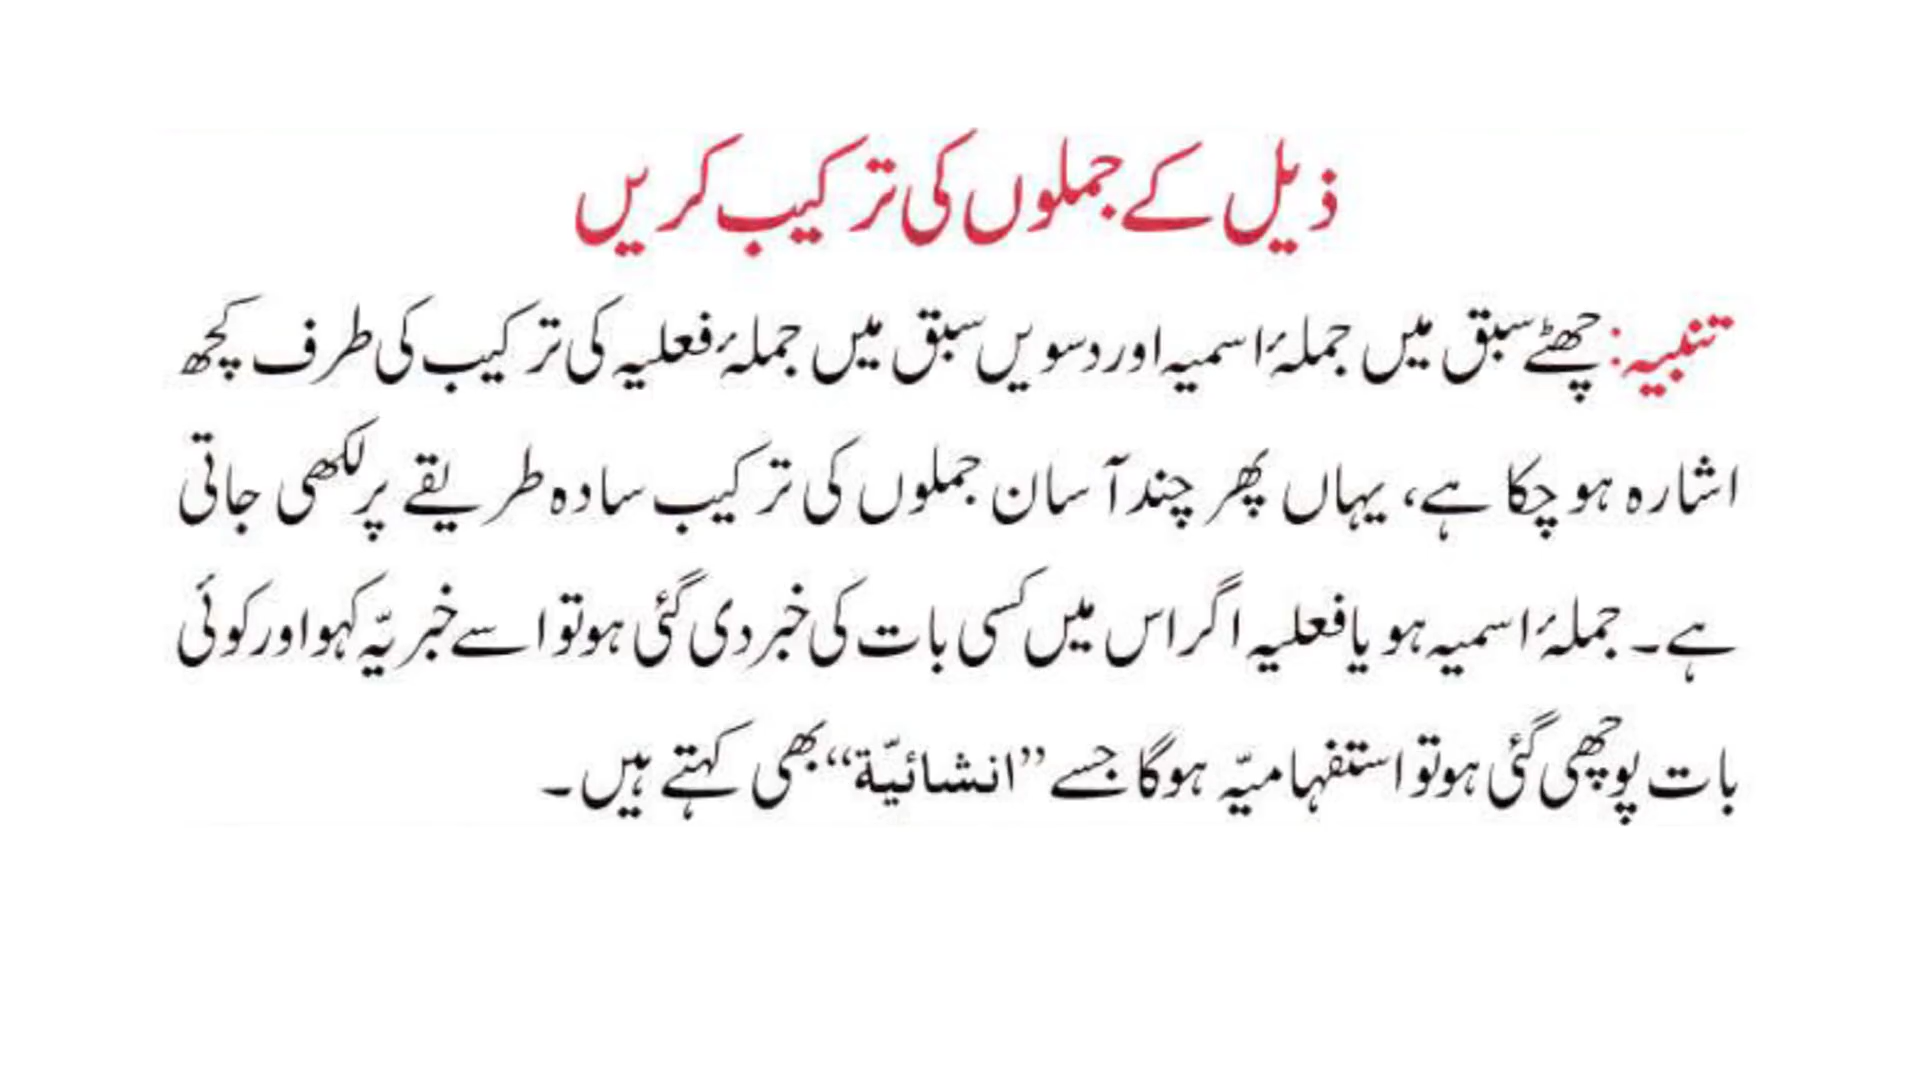 ذیل کے جملوں کی ترکیب کریں
تنبیہ: چھٹے سبق میں جملۂ اسمیہ اور دسویں سبق میں جملۂ فعلیہ کی ترکیب کی طرف کچھ
اشارہ ہو چکا ہے، یہاں پھر چند آسان جملوں کی ترکیب سادہ طریقے پر لکھی جاتی
ہے۔ جملۂ اسمیہ ہو یا فعلیہ اگر اس میں کسی بات کی خبر دی گئی ہو تو اسے خبریّہ کہو اور کوئی
بات پوچھی گئی ہو تو استفہامیّہ ہوگا جسے ”انشائیّة“ بھی کہتے ہیں۔